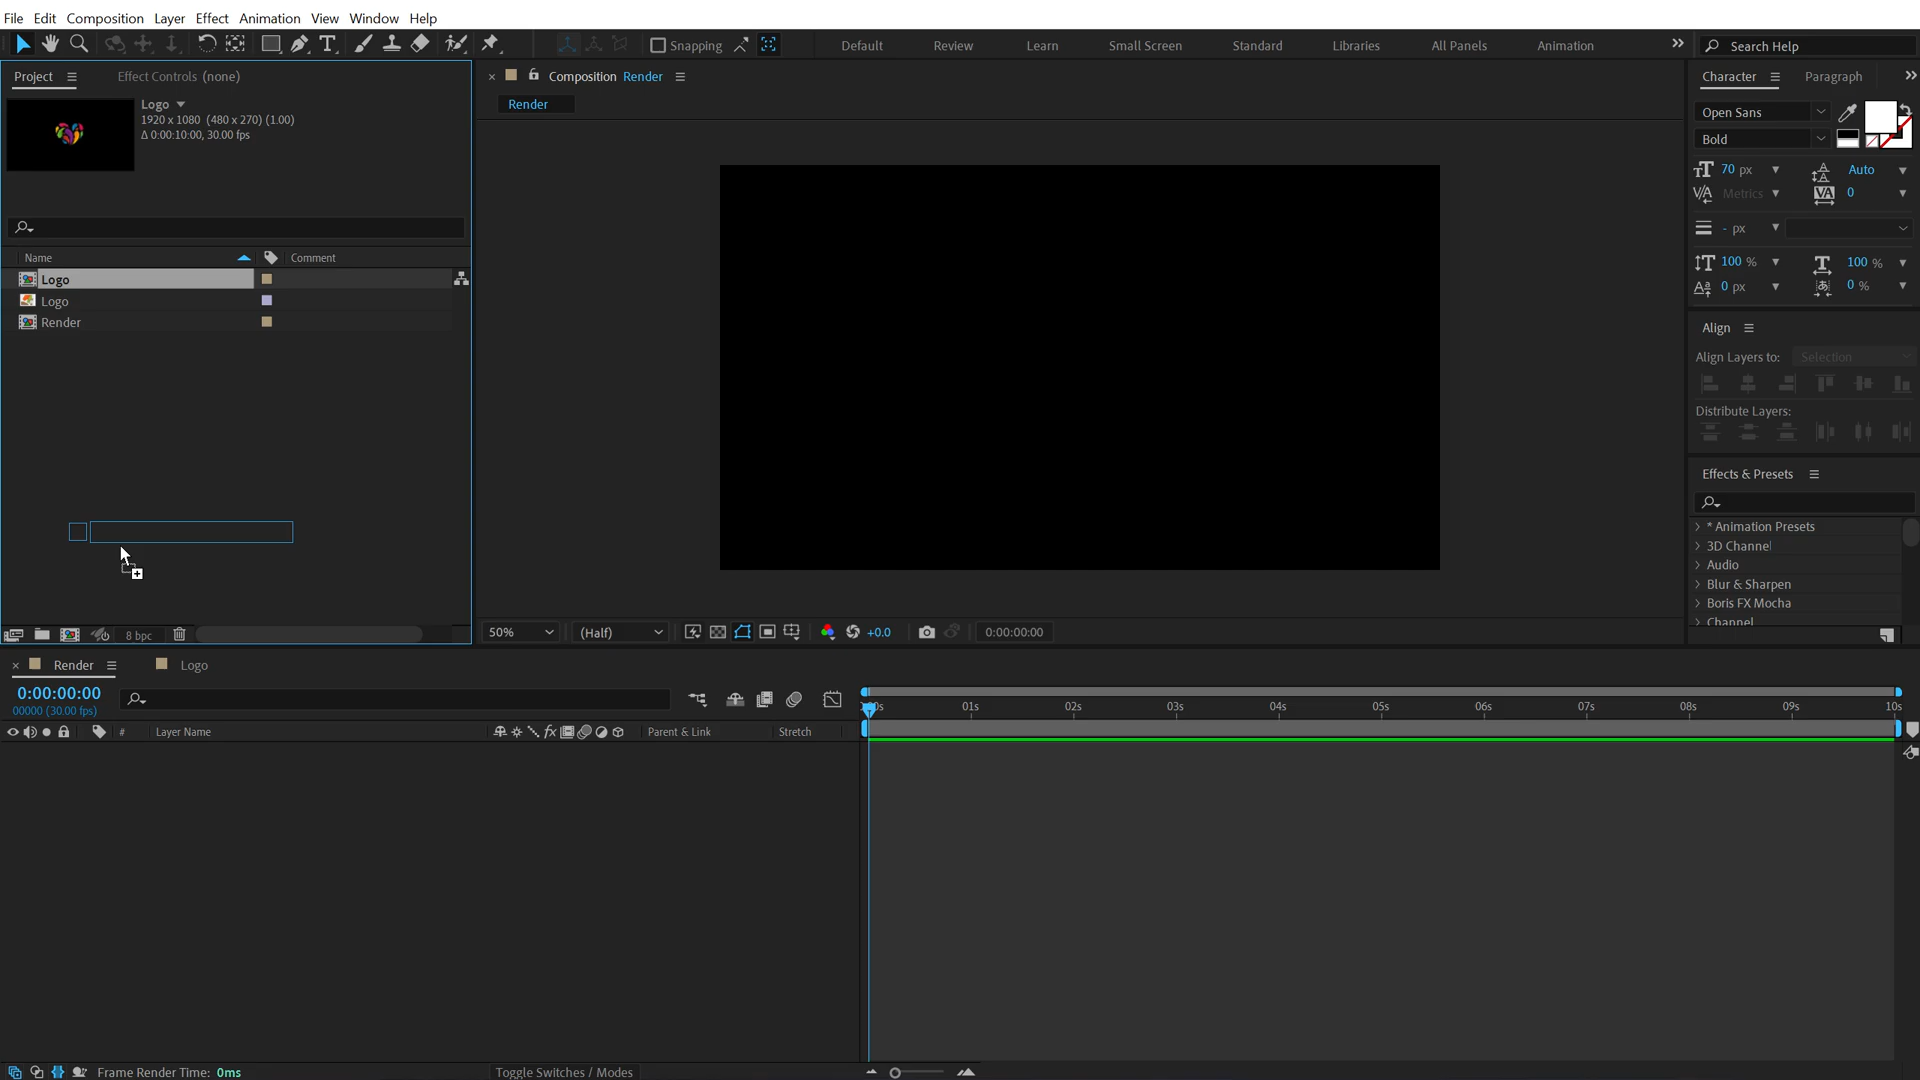 File Edit Composition Layer Effect Animation View Window Help
Snapping Default Review Learn Small Screen Standard Libraries All Panels Animation Search Help
Project Effect Controls (none)
Logo
1920 x 1080 (480 x 270) (1.00)
Δ 0:00:10:00, 30.00 fps
Name Comment
Logo
Logo
Render
8 bpc
Composition Render
Render
50% (Half) +0.0 0:00:00:00
Character Paragraph
Open Sans
Bold
70 px Auto
Metrics 0
- px
100 % 100 %
0 px 0 %
Align
Align Layers to: Selection
Distribute Layers:
Effects & Presets
* Animation Presets
3D Channel
Audio
Blur & Sharpen
Boris FX Mocha
Channel
Render Logo
0:00:00:00
00000 (30.00 fps)
01s 02s 03s 04s 05s 06s 07s 08s 09s 10s
# Layer Name Parent & Link Stretch
Frame Render Time: 0ms Toggle Switches / Modes